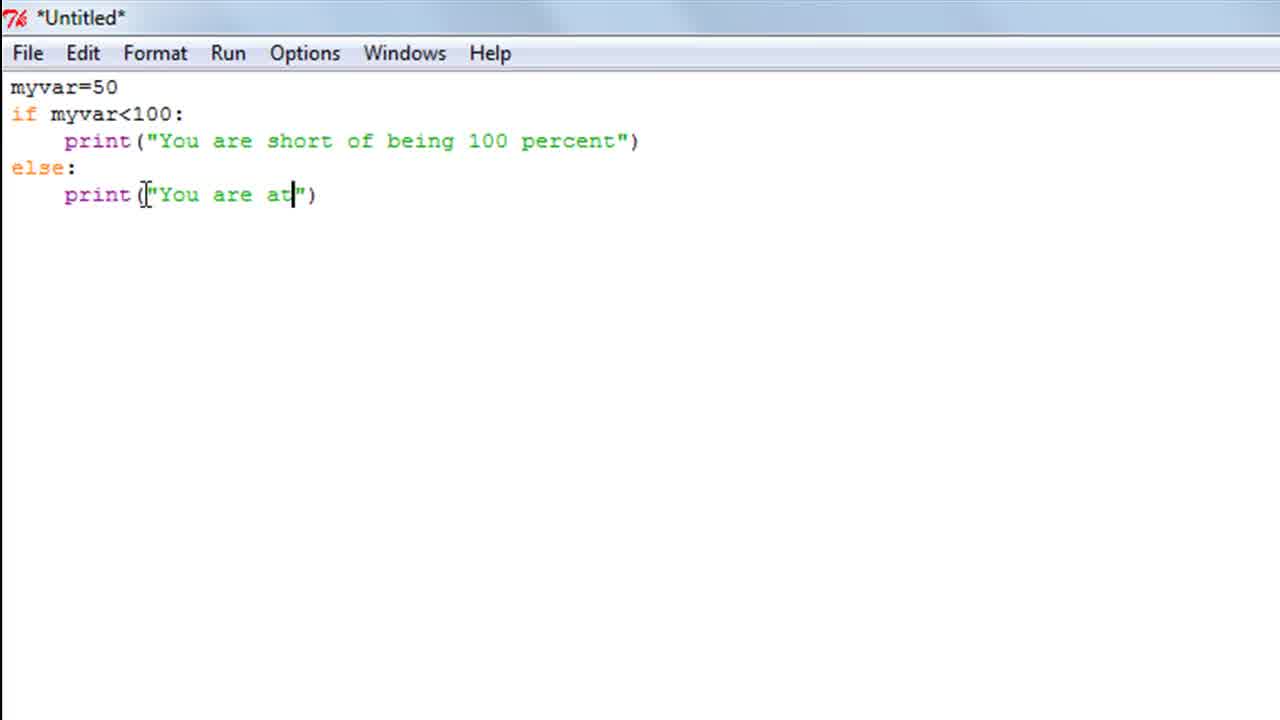 *Untitled*
File Edit Format Run Options Windows Help
myvar=50
if myvar<100:
    print("You are short of being 100 percent")
else:
    print("You are at")